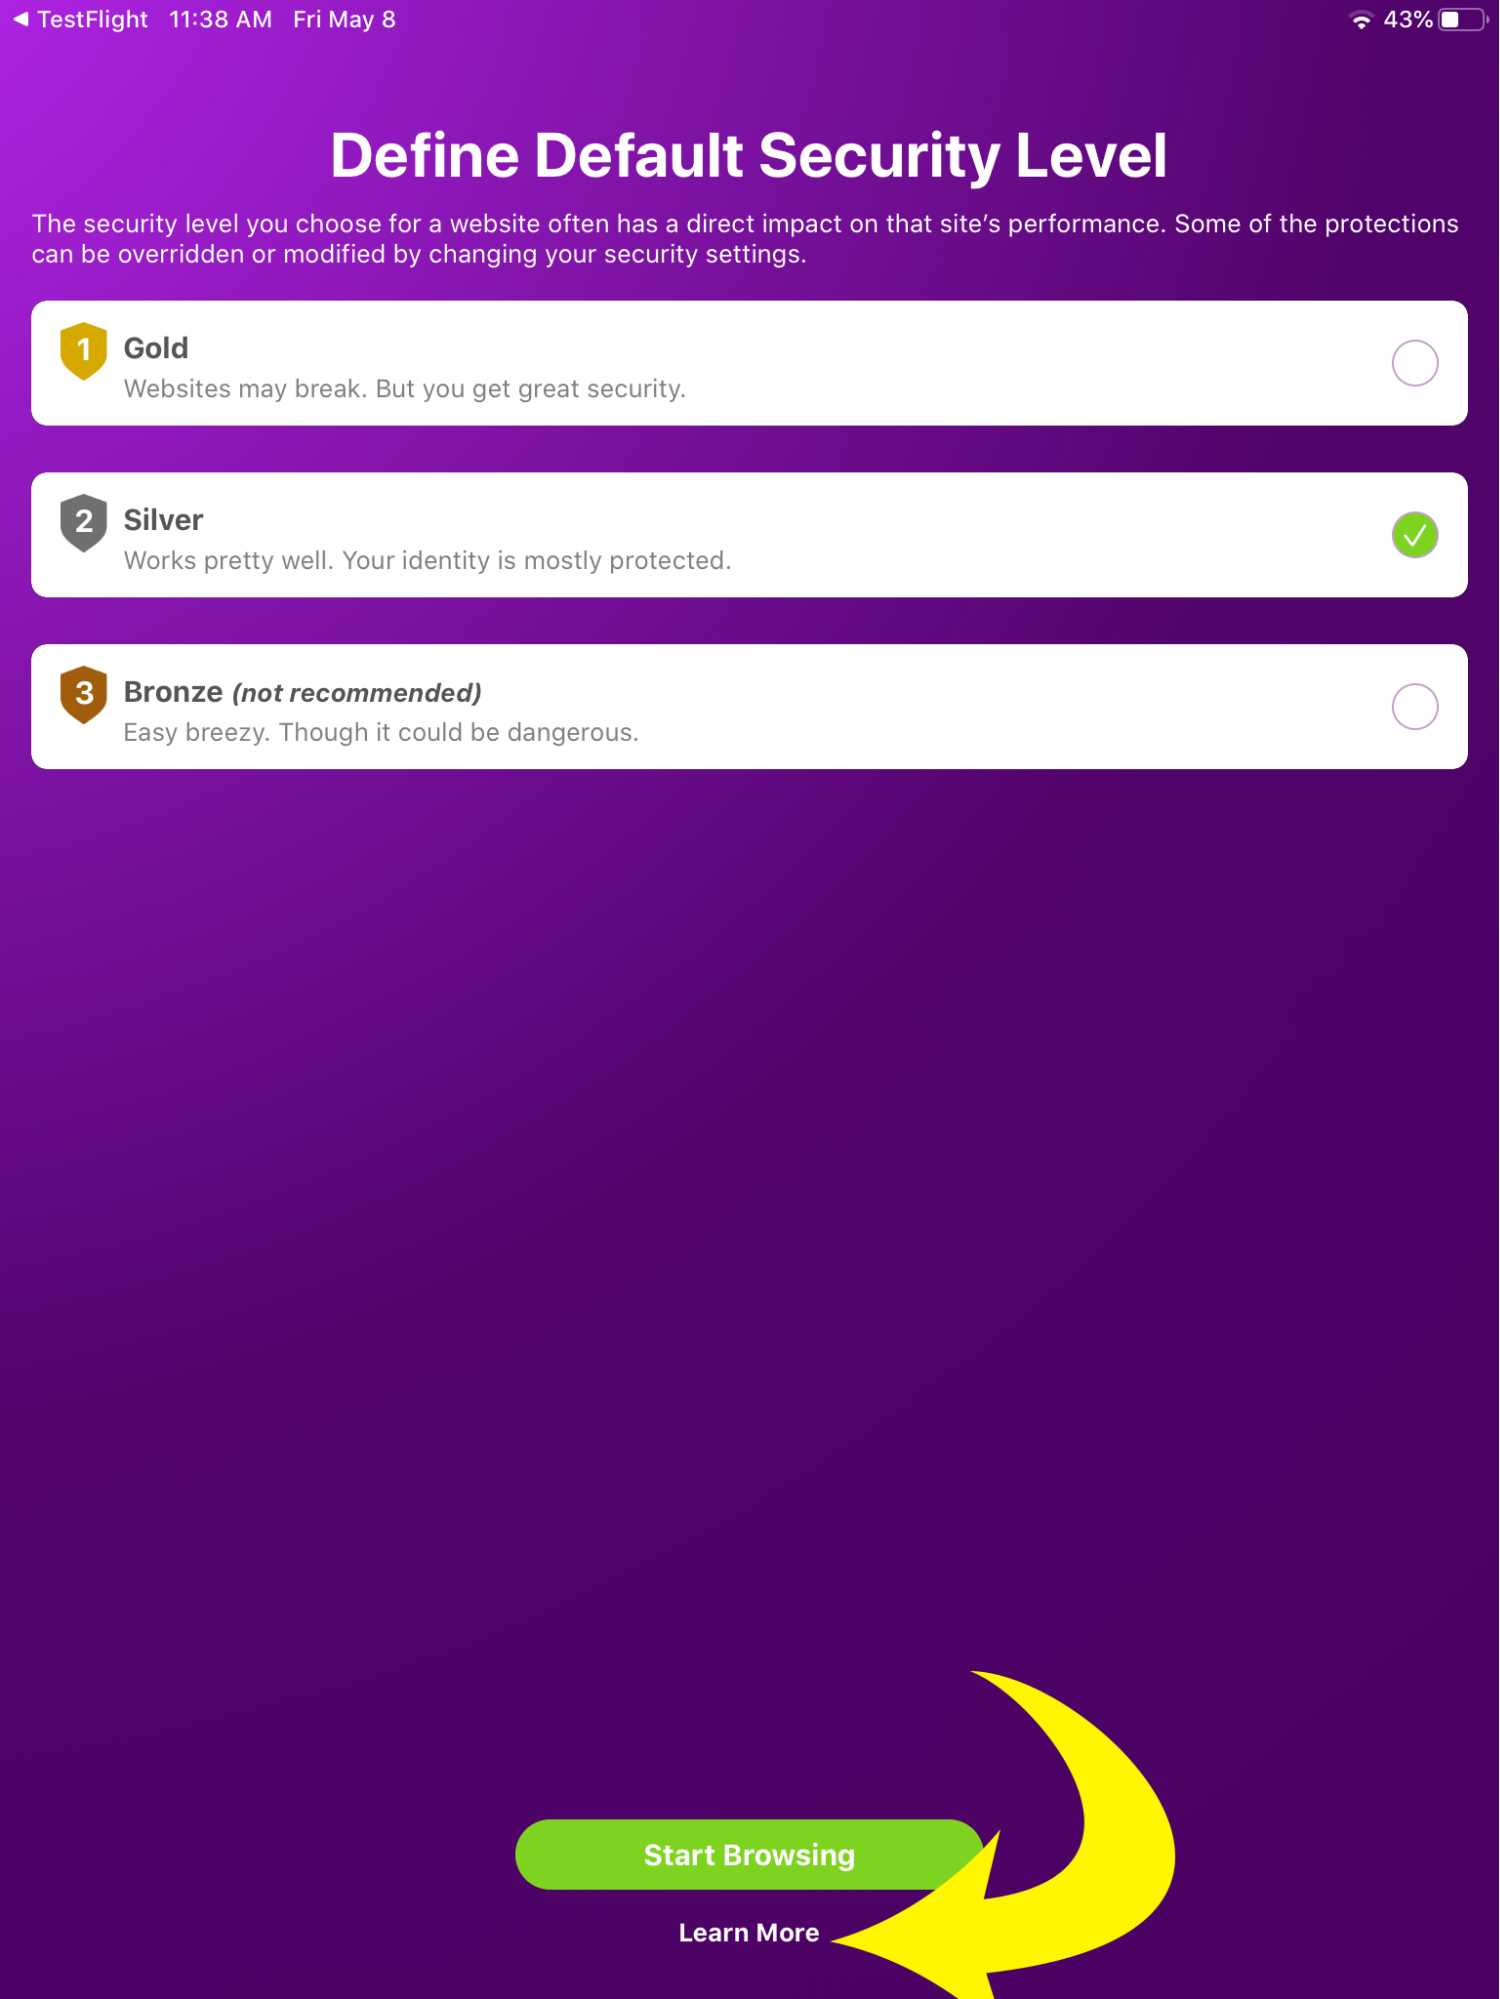 TestFlight 11:38 AM Fri May 8 43%
Define Default Security Level
The security level you choose for a website often has a direct impact on that site’s performance. Some of the protections
can be overridden or modified by changing your security settings.
1 Gold
Websites may break. But you get great security.
2 Silver
Works pretty well. Your identity is mostly protected.
3 Bronze (not recommended)
Easy breezy. Though it could be dangerous.
Start Browsing
Learn More